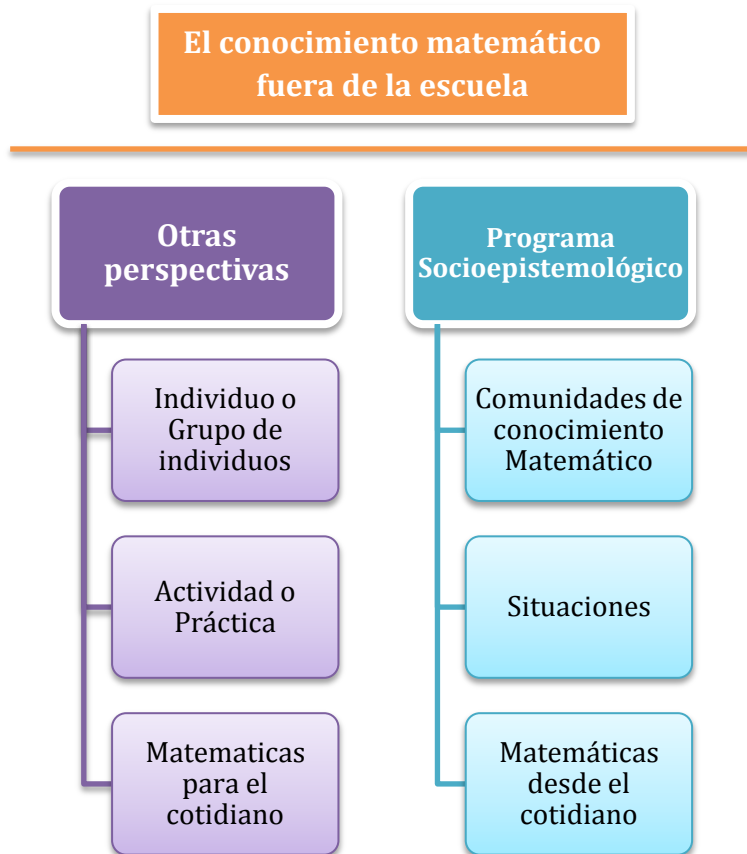 El conocimiento matemático
fuera de la escuela
Otras
perspectivas
Individuo o
Grupo de
individuos
Actividad o
Práctica
Matematicas
para el
cotidiano
Programa
Socioepistemológico
Comunidades de
conocimiento
Matemático
Situaciones
Matemáticas
desde el
cotidiano